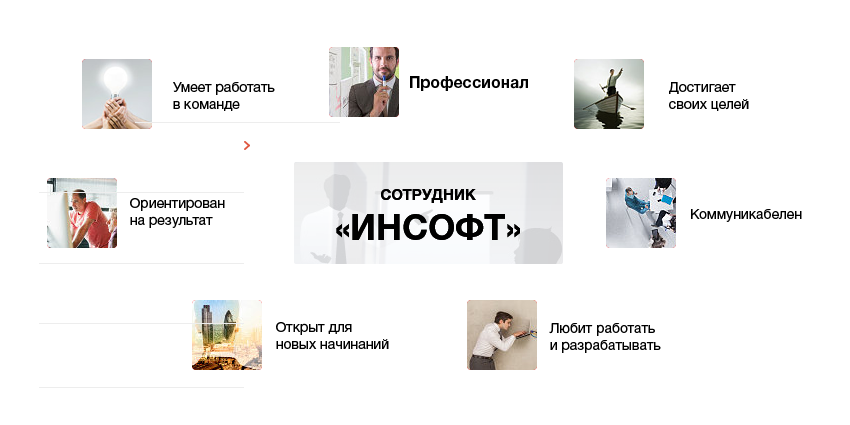 Умеет работать
в команде
Профессионал
Достигает
своих целей
Ориентирован
на результат
СОТРУДНИК
«ИНСОФТ»
Коммуникабелен
Открыт для
новых начинаний
Любит работать
и разрабатывать